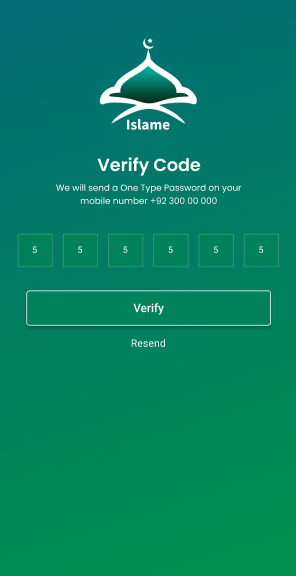 Islame
Verify Code
We will send a One Type Password on your
mobile number +92 300 00 000
5 5 5 5 5 5
Verify
Resend